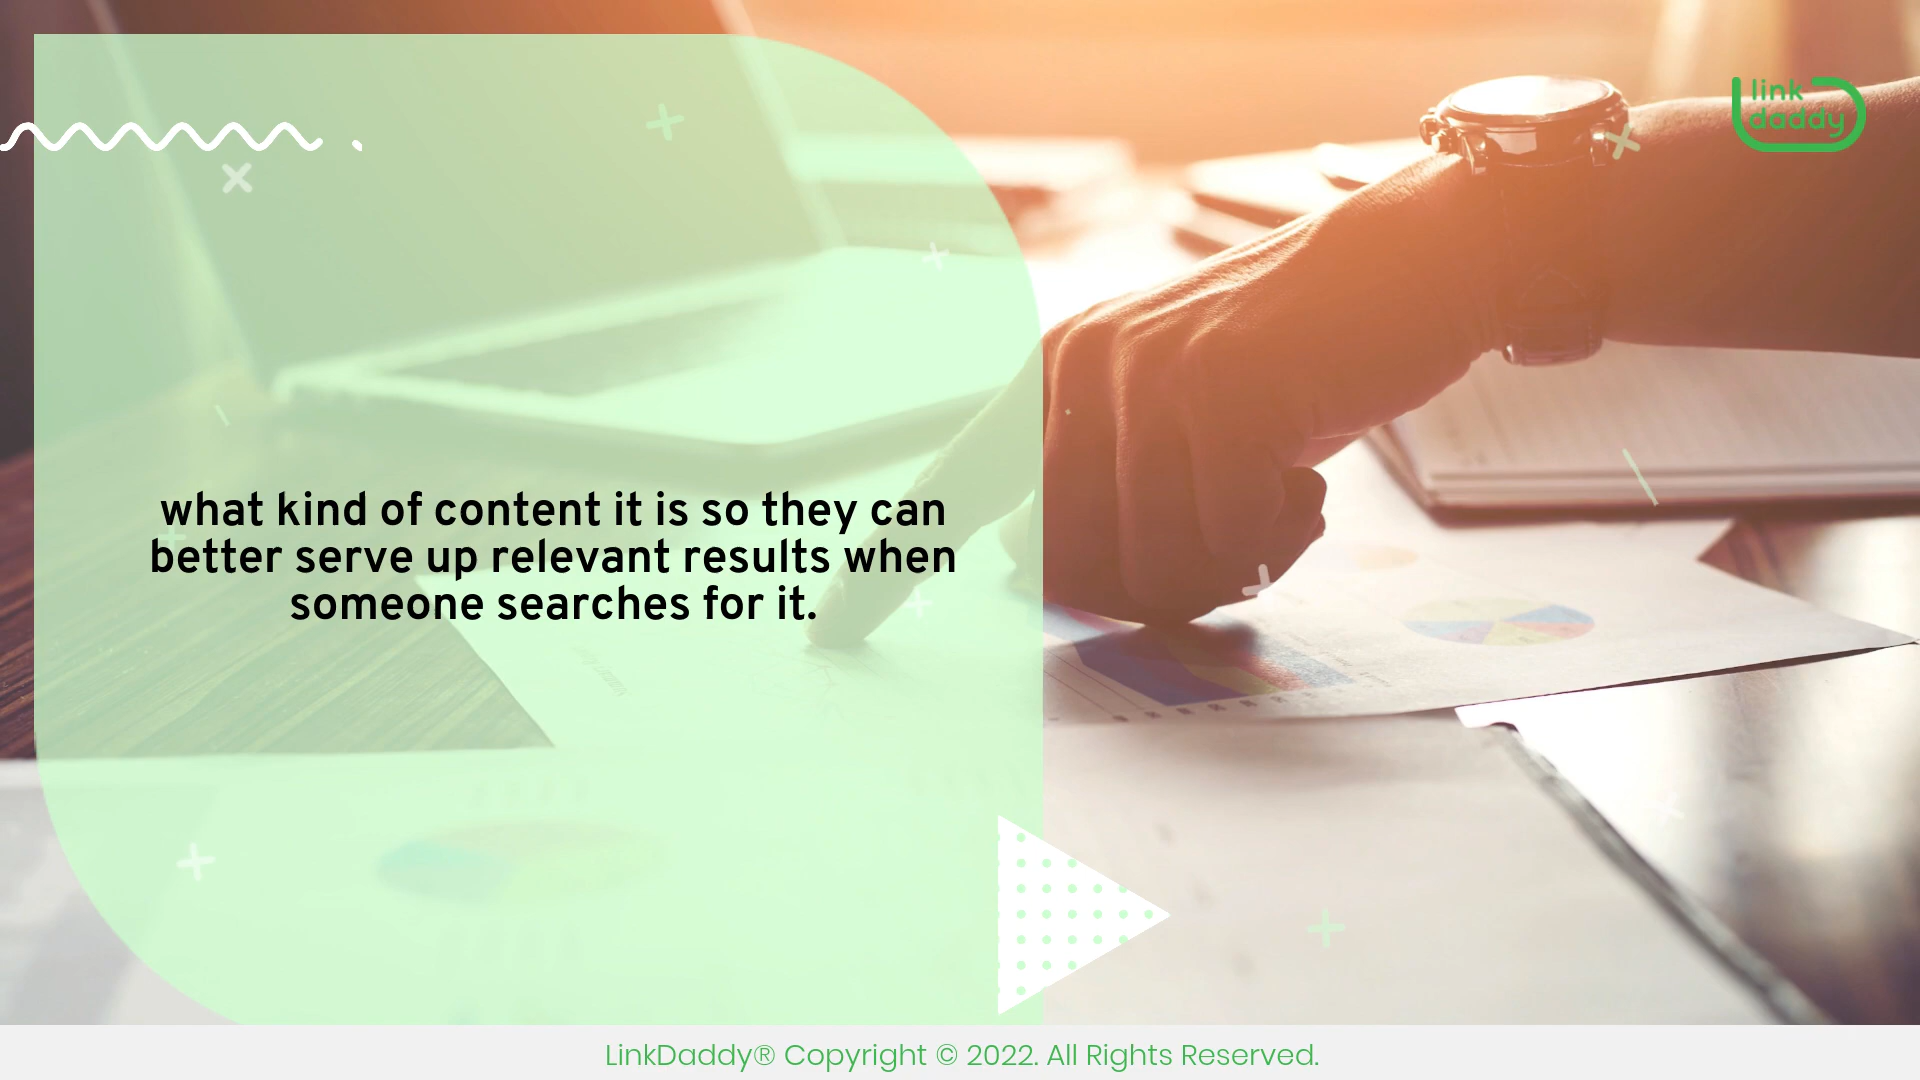 link
daddy
what kind of content it is so they can
better serve up relevant results when
someone searches for it.
LinkDaddy® Copyright © 2022. All Rights Reserved.